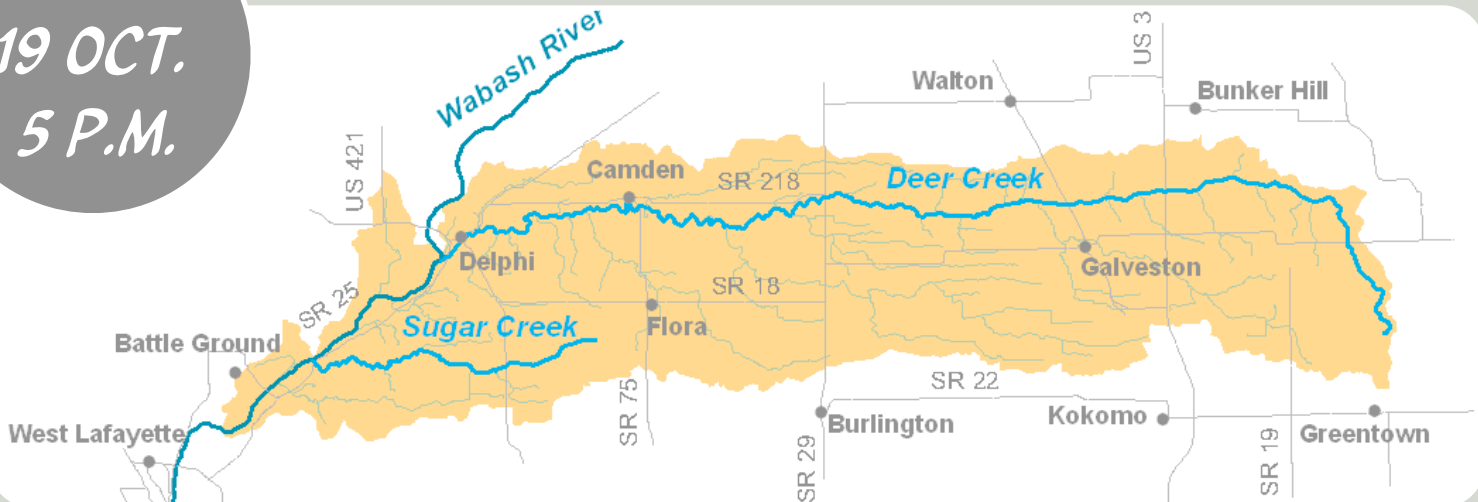 19 OCT.
5 P.M.
Wabash River
US 421
US 3
Walton
Bunker Hill
Camden
SR 218
Deer Creek
Delphi
Galveston
SR 25
SR 18
Sugar Creek
Flora
Battle Ground
SR 22
West Lafayette
SR 75
Burlington
Kokomo
Greentown
SR 29
SR 19